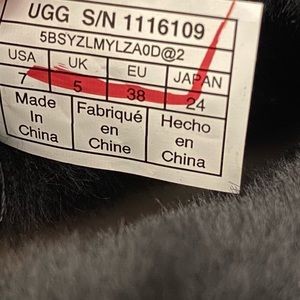 UGG S/N 1116109
5BSYZLMYLZA0D@2
USA UK EU JAPAN
7 5 38 24
Made Fabriqué Hecho
in en en
China Chine China